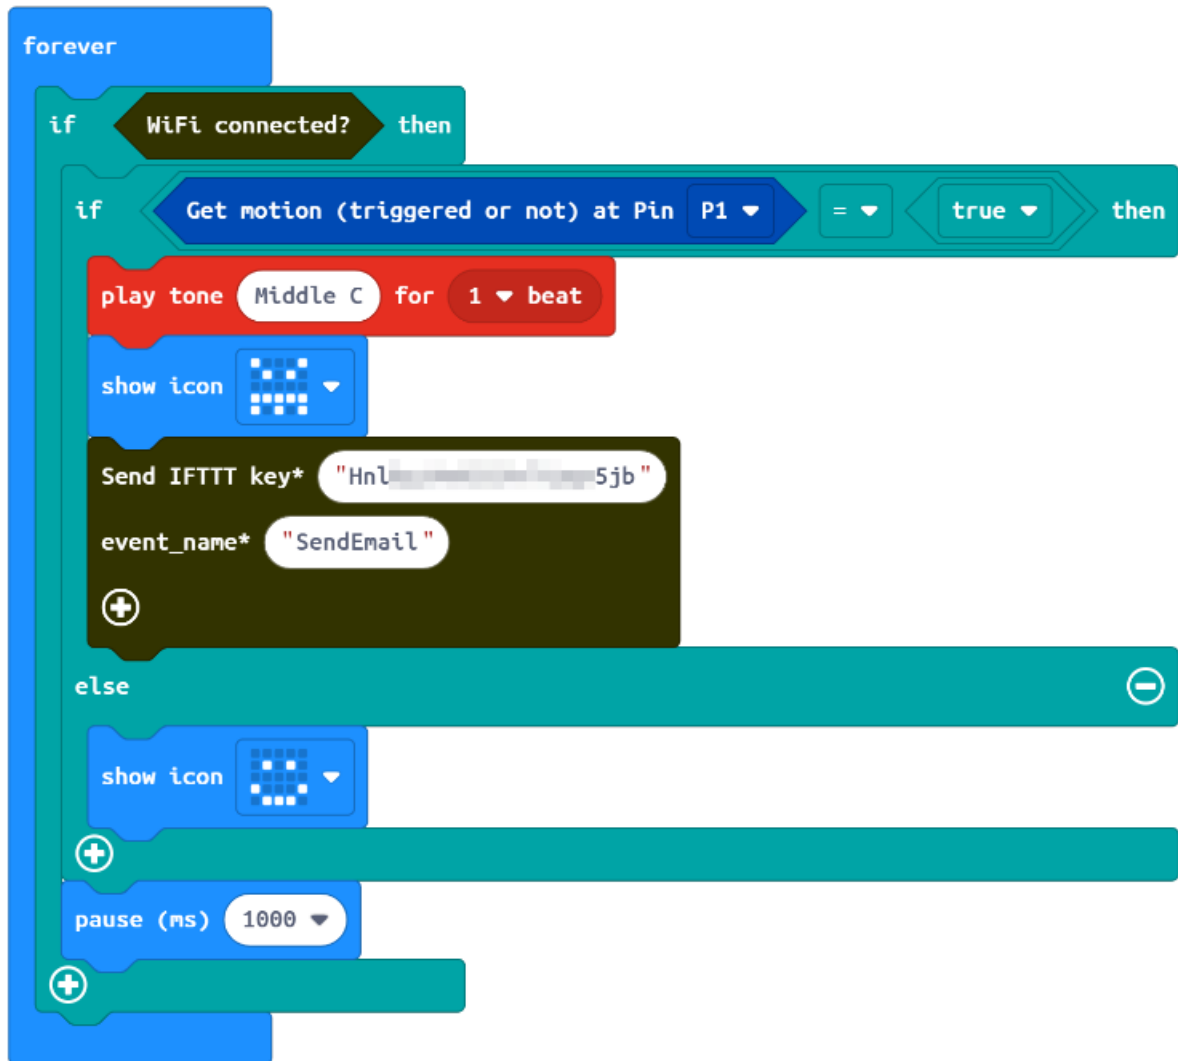 forever
if WiFi connected? then
if Get motion (triggered or not) at Pin P1 = true then
play tone Middle C for 1 beat
show icon
Send IFTTT key* "Hnl 5jb"
event_name* "SendEmail"
else
show icon
pause (ms) 1000